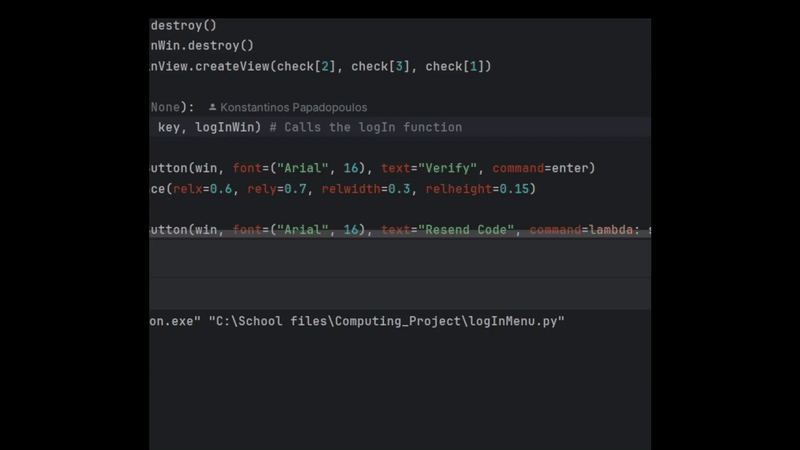 destroy()
nWin.destroy()
nView.createView(check[2], check[3], check[1])
None): Konstantinos Papadopoulos
key, logInWin) # Calls the logIn function
utton(win, font=("Arial", 16), text="Verify", command=enter)
ce(relx=0.6, rely=0.7, relwidth=0.3, relheight=0.15)
utton(win, font=("Arial", 16), text="Resend Code", command=lambda: s
on.exe" "C:\School files\Computing_Project\logInMenu.py"